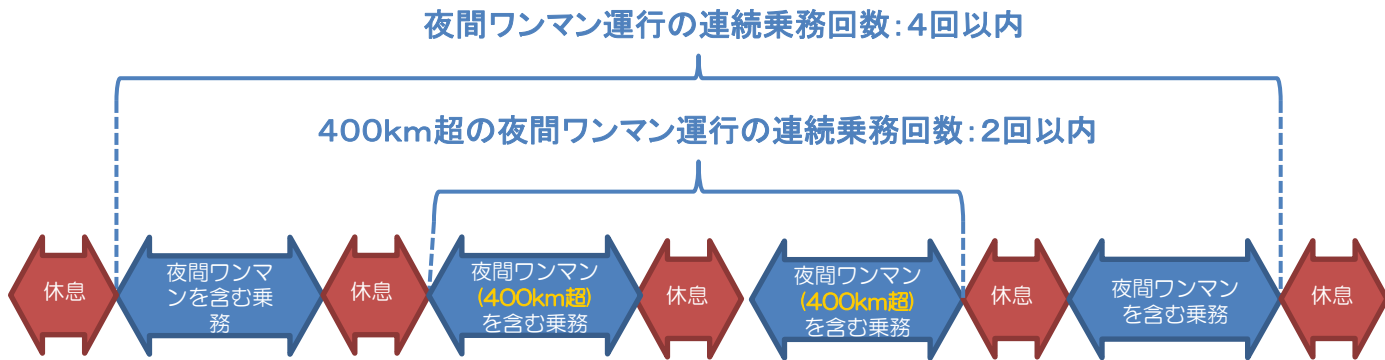 夜間ワンマン運行の連続乗務回数：４回以内
４００ｋｍ超の夜間ワンマン運行の連続乗務回数：２回以内
休息
夜間ワンマ
ンを含む乗
務
休息
夜間ワンマン
(400km超)
を含む乗務
休息
夜間ワンマン
(400km超)
を含む乗務
休息
夜間ワンマン
を含む乗務
休息